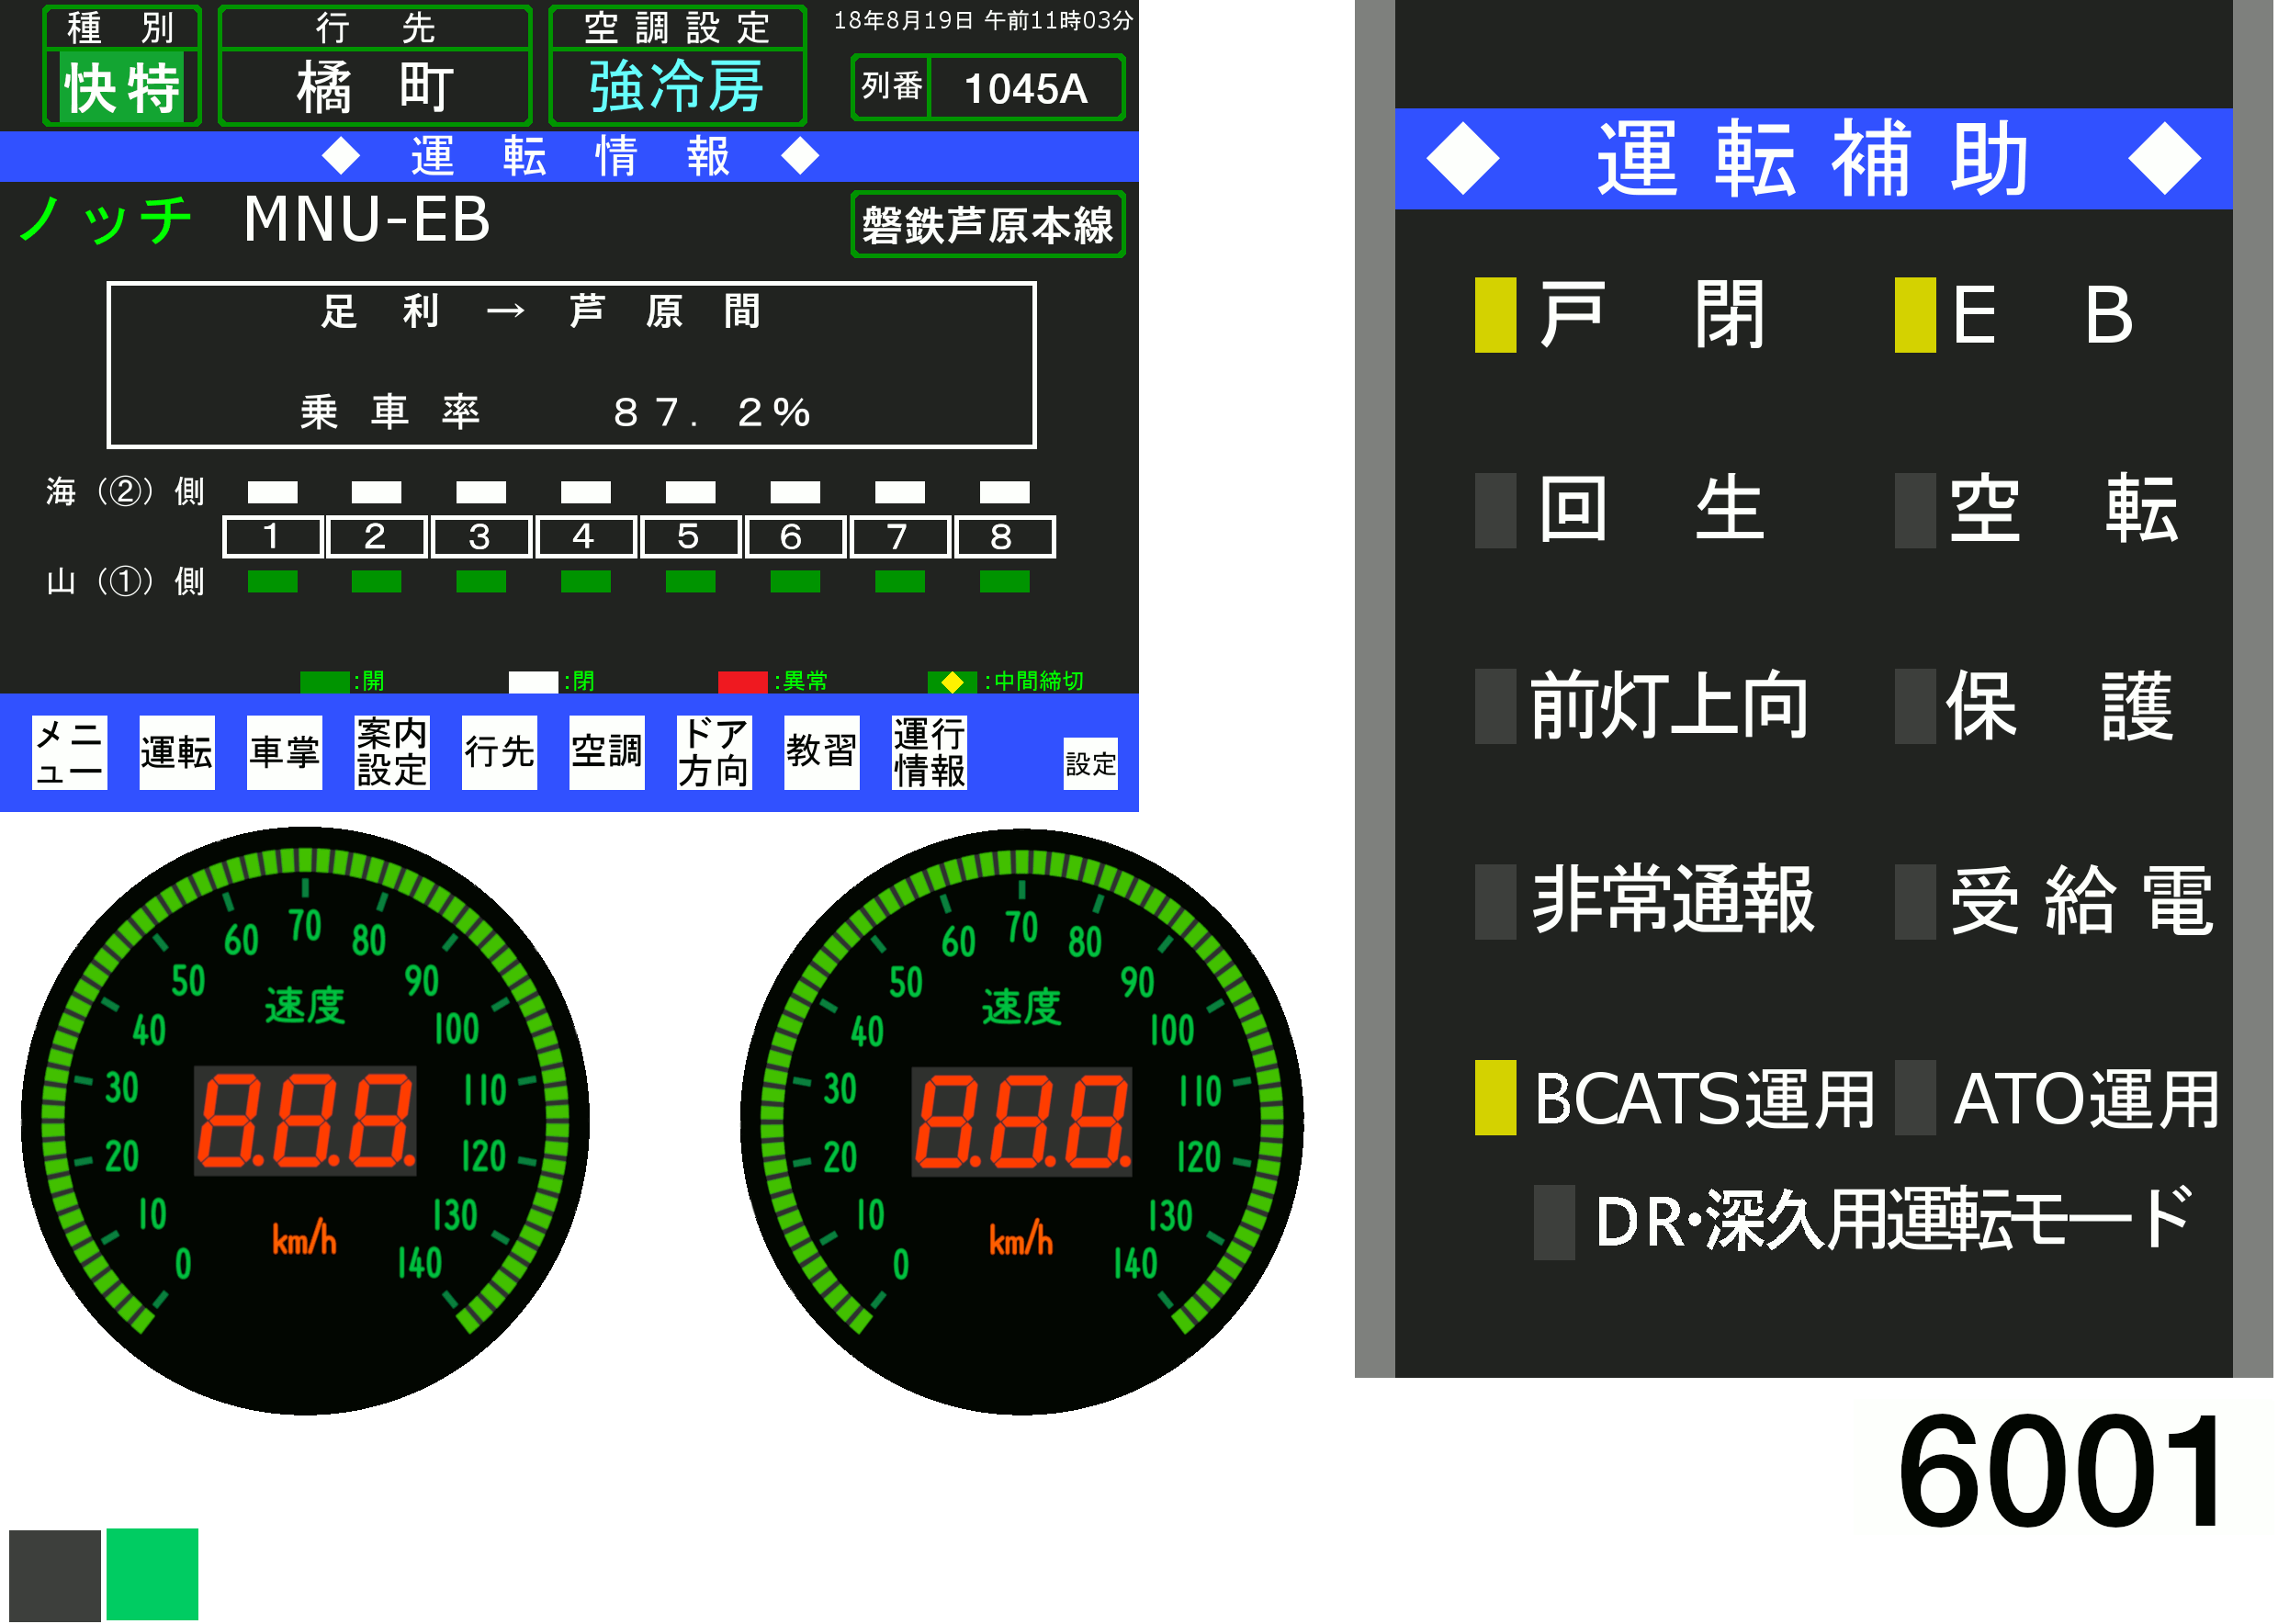 種 別
快特
行 先
橘 町
空調設定
強冷房
18年8月19日 午前11時03分
列番 1045A
◆ 運 転 情 報 ◆
ノッチ MNU-EB
磐鉄芦原本線
足 利 → 芦 原 間
乗 車 率 87.2%
海(②)側
1 2 3 4 5 6 7 8
山(①)側
:開 :閉 :異常 :中間締切
メニュー
運転
車掌
案内設定
行先
空調
ドア方向
教習
運行情報
設定
0 10 20 30 40 50 60 70 80 90 100 110 120 130 140
速度
8.8.8.
km/h
0 10 20 30 40 50 60 70 80 90 100 110 120 130 140
速度
8.8.8.
km/h
◆ 運転補助 ◆
戸 閉 E B
回 生 空 転
前灯上向 保 護
非常通報 受給電
BCATS運用 ATO運用
DR・深久用運転モード
6001